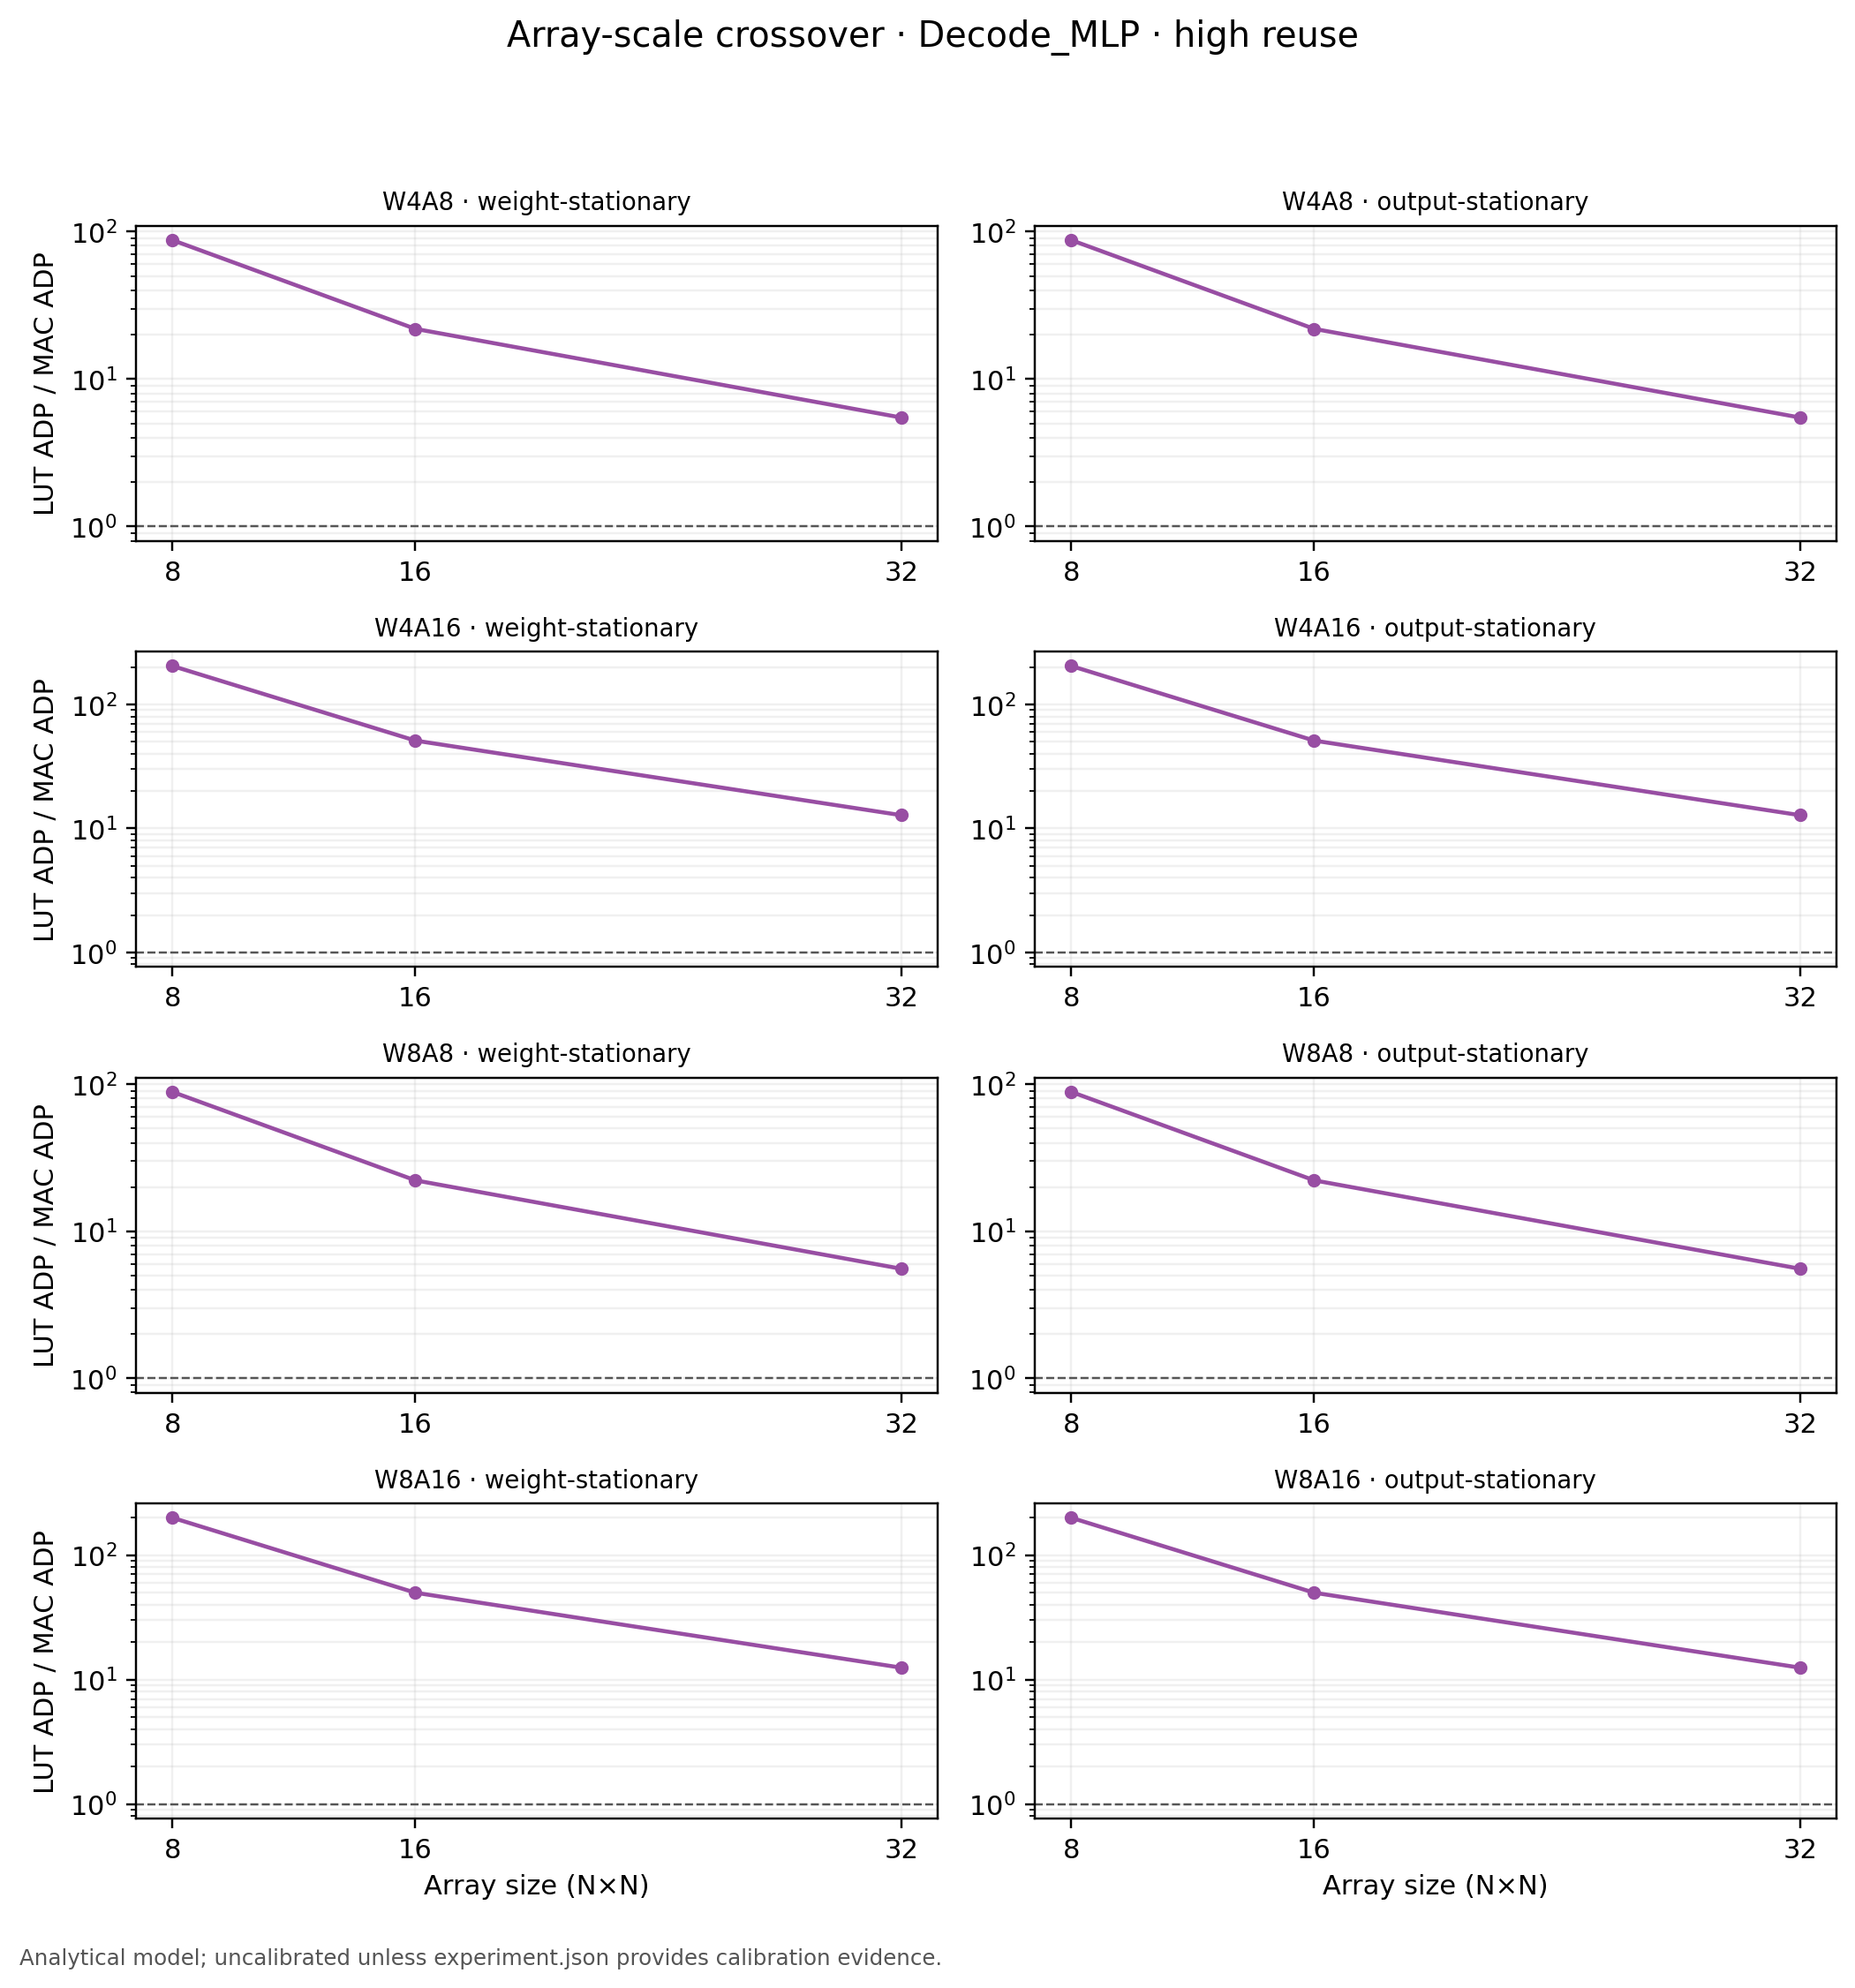 Array-scale crossover · Decode_MLP · high reuse
W4A8 · weight-stationary
W4A8 · output-stationary
LUT ADP / MAC ADP
10²
10¹
10⁰
8 16 32
10²
10¹
10⁰
8 16 32
W4A16 · weight-stationary
W4A16 · output-stationary
LUT ADP / MAC ADP
10²
10¹
10⁰
8 16 32
10²
10¹
10⁰
8 16 32
W8A8 · weight-stationary
W8A8 · output-stationary
LUT ADP / MAC ADP
10²
10¹
10⁰
8 16 32
10²
10¹
10⁰
8 16 32
W8A16 · weight-stationary
W8A16 · output-stationary
LUT ADP / MAC ADP
10²
10¹
10⁰
8 16 32
Array size (N×N)
10²
10¹
10⁰
8 16 32
Array size (N×N)
Analytical model; uncalibrated unless experiment.json provides calibration evidence.